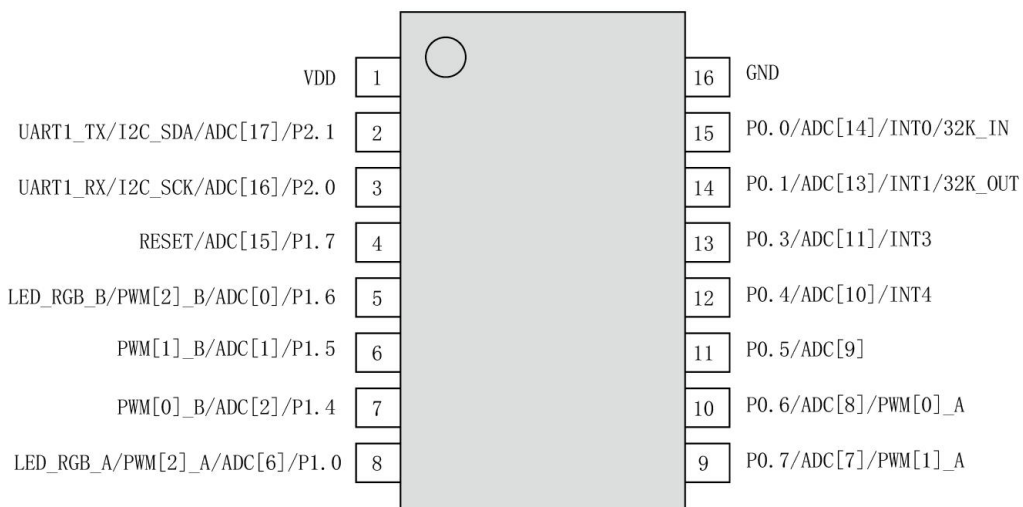 VDD 1 16 GND
UART1_TX/I2C_SDA/ADC[17]/P2.1 2 15 P0.0/ADC[14]/INT0/32K_IN
UART1_RX/I2C_SCK/ADC[16]/P2.0 3 14 P0.1/ADC[13]/INT1/32K_OUT
RESET/ADC[15]/P1.7 4 13 P0.3/ADC[11]/INT3
LED_RGB_B/PWM[2]_B/ADC[0]/P1.6 5 12 P0.4/ADC[10]/INT4
PWM[1]_B/ADC[1]/P1.5 6 11 P0.5/ADC[9]
PWM[0]_B/ADC[2]/P1.4 7 10 P0.6/ADC[8]/PWM[0]_A
LED_RGB_A/PWM[2]_A/ADC[6]/P1.0 8 9 P0.7/ADC[7]/PWM[1]_A